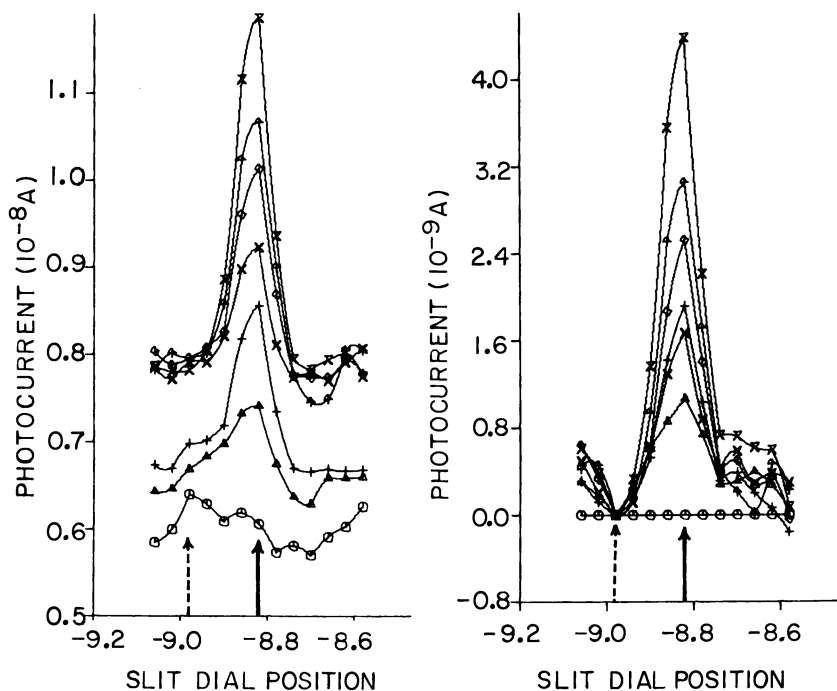 PHOTOCURRENT (10⁻⁸A)
1.1
1.0
0.9
0.8
0.7
0.6
0.5
-9.2 -9.0 -8.8 -8.6
SLIT DIAL POSITION
PHOTOCURRENT (10⁻⁹A)
4.0
3.2
2.4
1.6
0.8
0.0
-0.8
-9.2 -9.0 -8.8 -8.6
SLIT DIAL POSITION